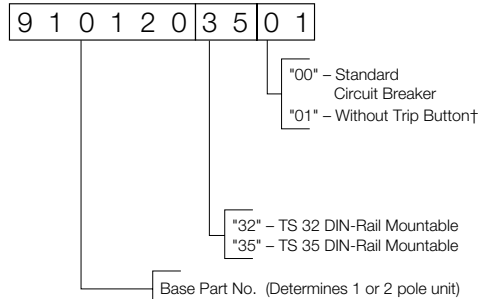 9 1 0 1 2 0 3 5 0 1
"00" – Standard
Circuit Breaker
"01" – Without Trip Button†
"32" – TS 32 DIN-Rail Mountable
"35" – TS 35 DIN-Rail Mountable
Base Part No. (Determines 1 or 2 pole unit)